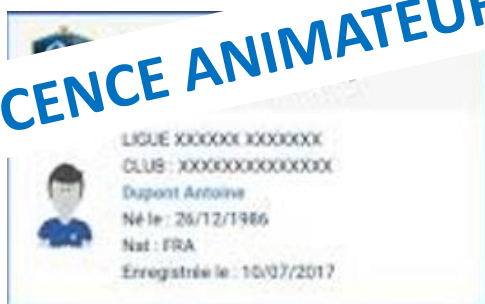 CENCE ANIMATEUR
LIGUE XXXXXX XXXXXXX
CLUB : XXXXXXXXXXXXXX
Dupont Antoine
Né le : 26/12/1986
Nat : FRA
Enregistrée le : 10/07/2017